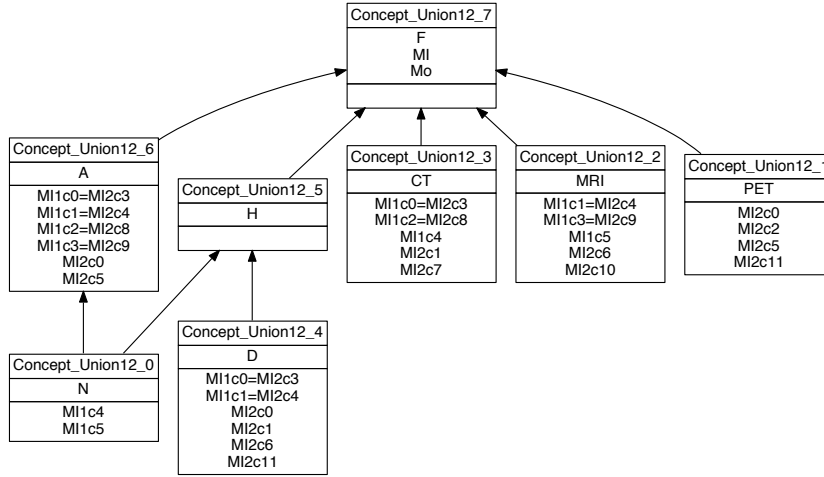 Concept_Union12_7
F
MI
Mo
Concept_Union12_6
A
MI1c0=MI2c3
MI1c1=MI2c4
MI1c2=MI2c8
MI1c3=MI2c9
MI2c0
MI2c5
Concept_Union12_5
H
Concept_Union12_3
CT
MI1c0=MI2c3
MI1c2=MI2c8
MI1c4
MI2c1
MI2c7
Concept_Union12_2
MRI
MI1c1=MI2c4
MI1c3=MI2c9
MI1c5
MI2c6
MI2c10
Concept_Union12_1
PET
MI2c0
MI2c2
MI2c5
MI2c11
Concept_Union12_0
N
MI1c4
MI1c5
Concept_Union12_4
D
MI1c0=MI2c3
MI1c1=MI2c4
MI2c0
MI2c1
MI2c6
MI2c11